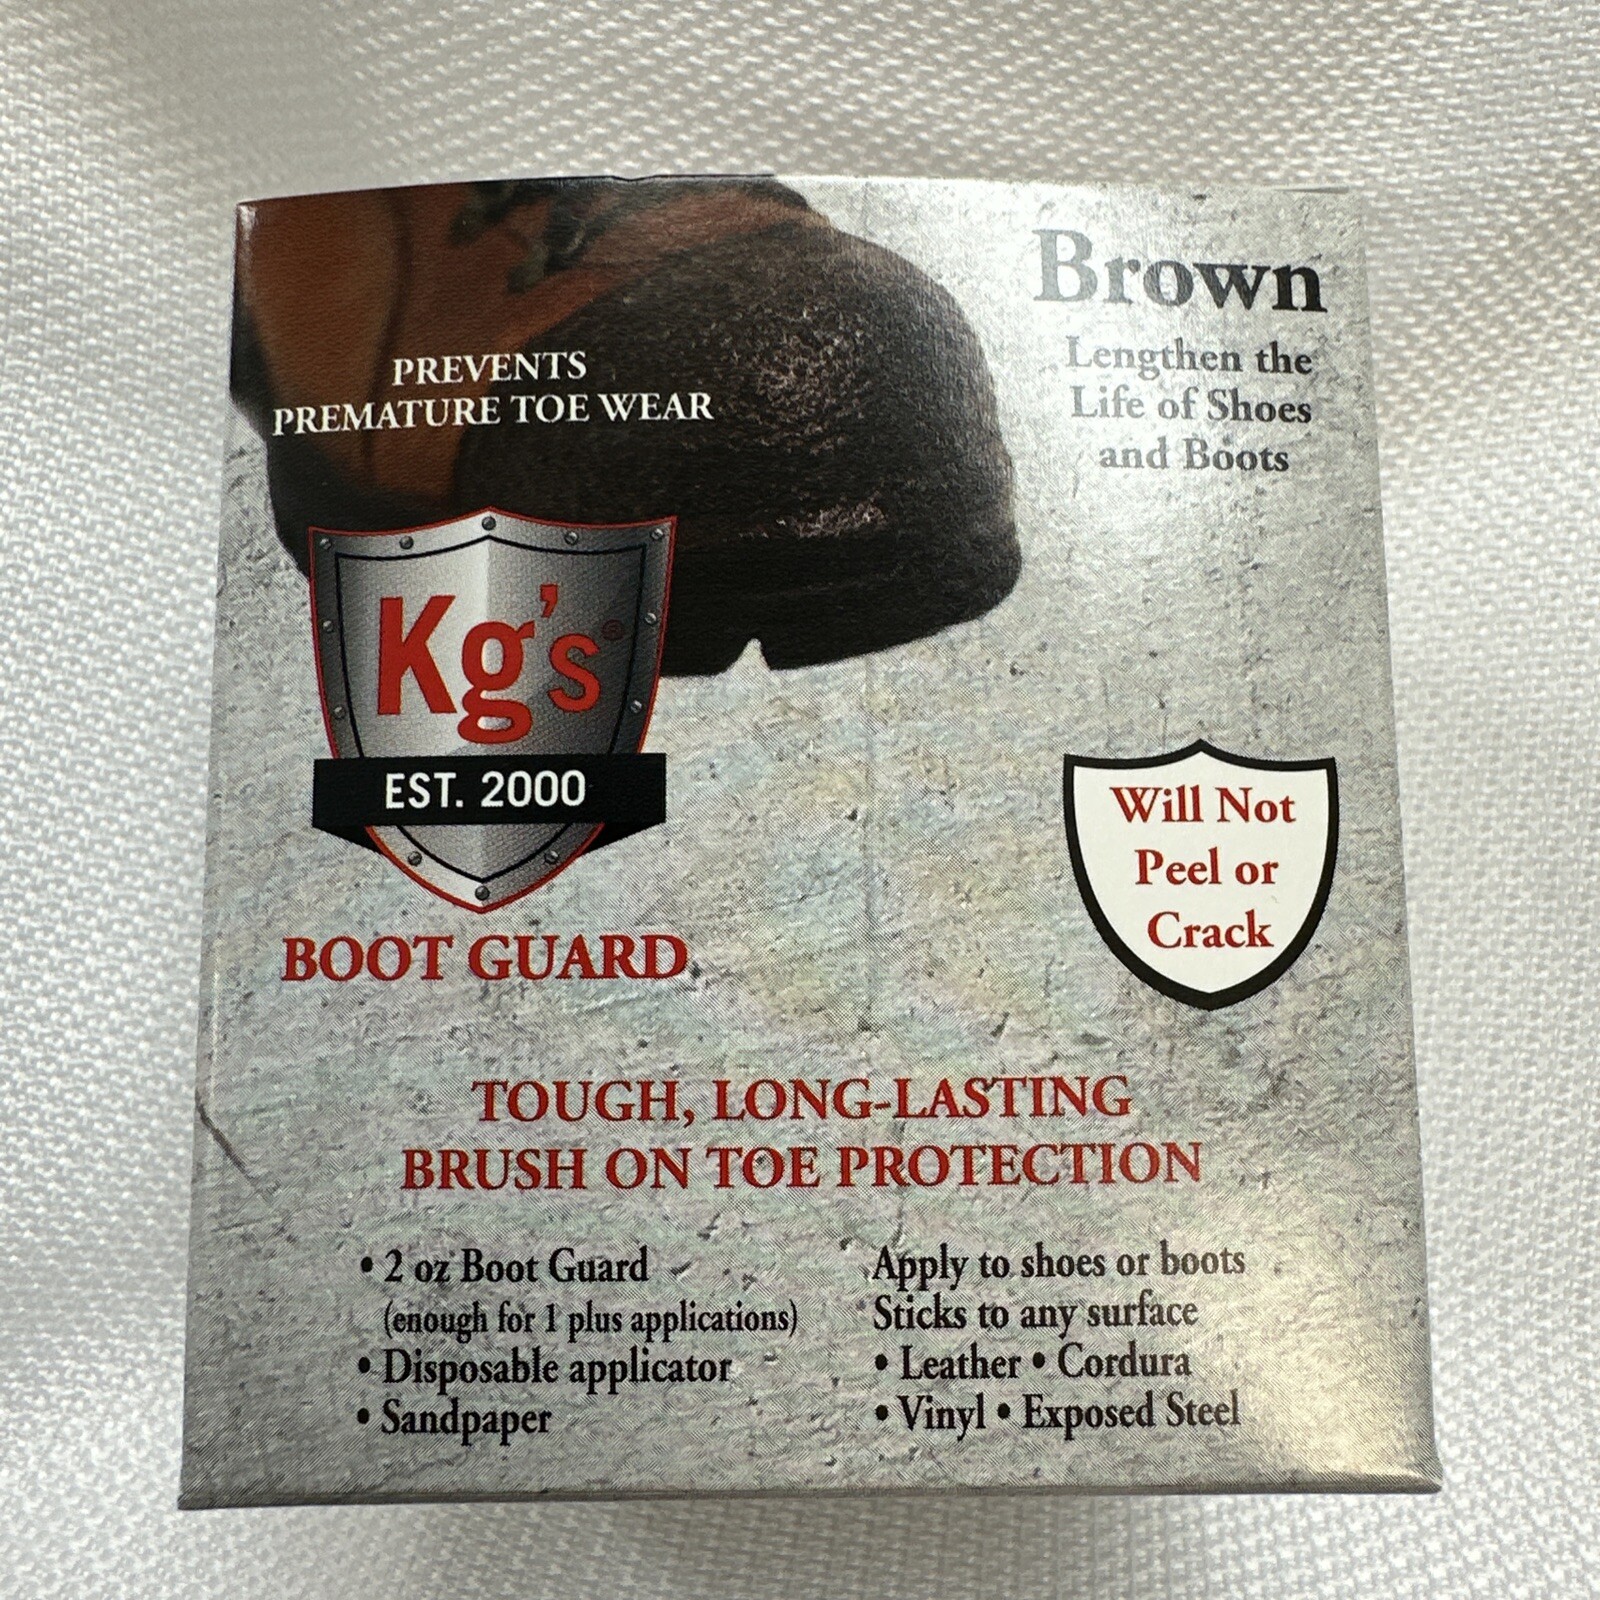 Brown
Lengthen the
Life of Shoes
and Boots
PREVENTS
PREMATURE TOE WEAR
Kg's®
EST. 2000
BOOT GUARD
Will Not
Peel or
Crack
TOUGH, LONG-LASTING
BRUSH ON TOE PROTECTION
• 2 oz Boot Guard
(enough for 1 plus applications)
• Disposable applicator
• Sandpaper
Apply to shoes or boots
Sticks to any surface
• Leather • Cordura
• Vinyl • Exposed Steel